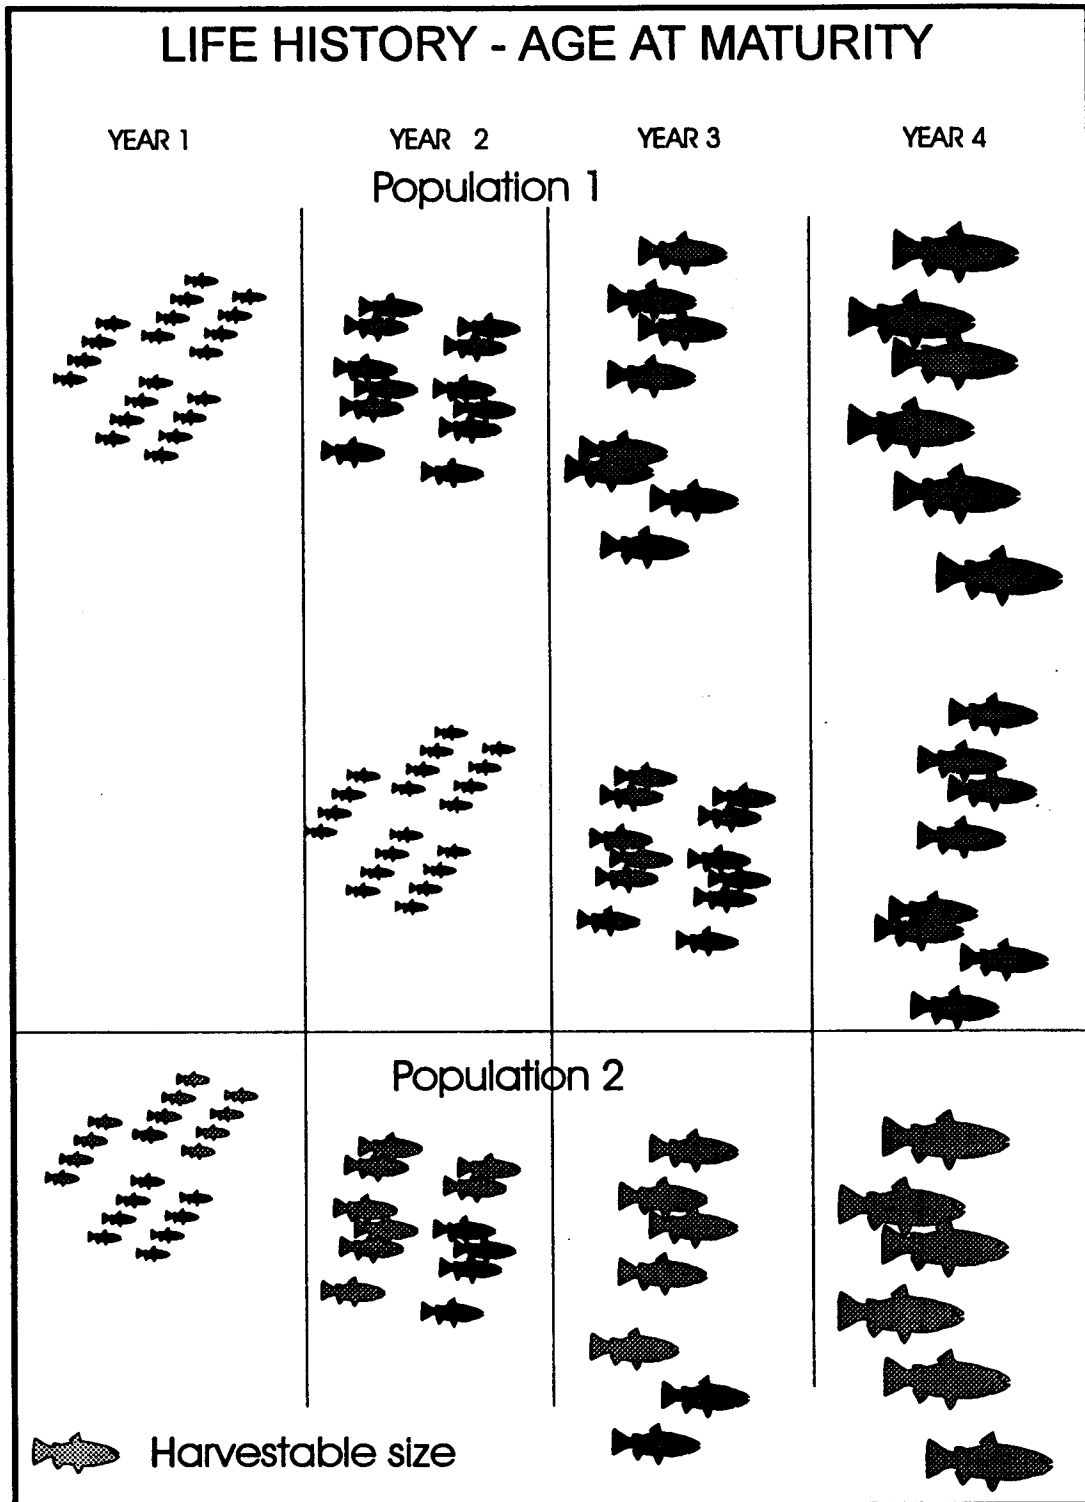 LIFE HISTORY - AGE AT MATURITY
YEAR 1 YEAR 2 YEAR 3 YEAR 4
Population 1
Population 2
Harvestable size